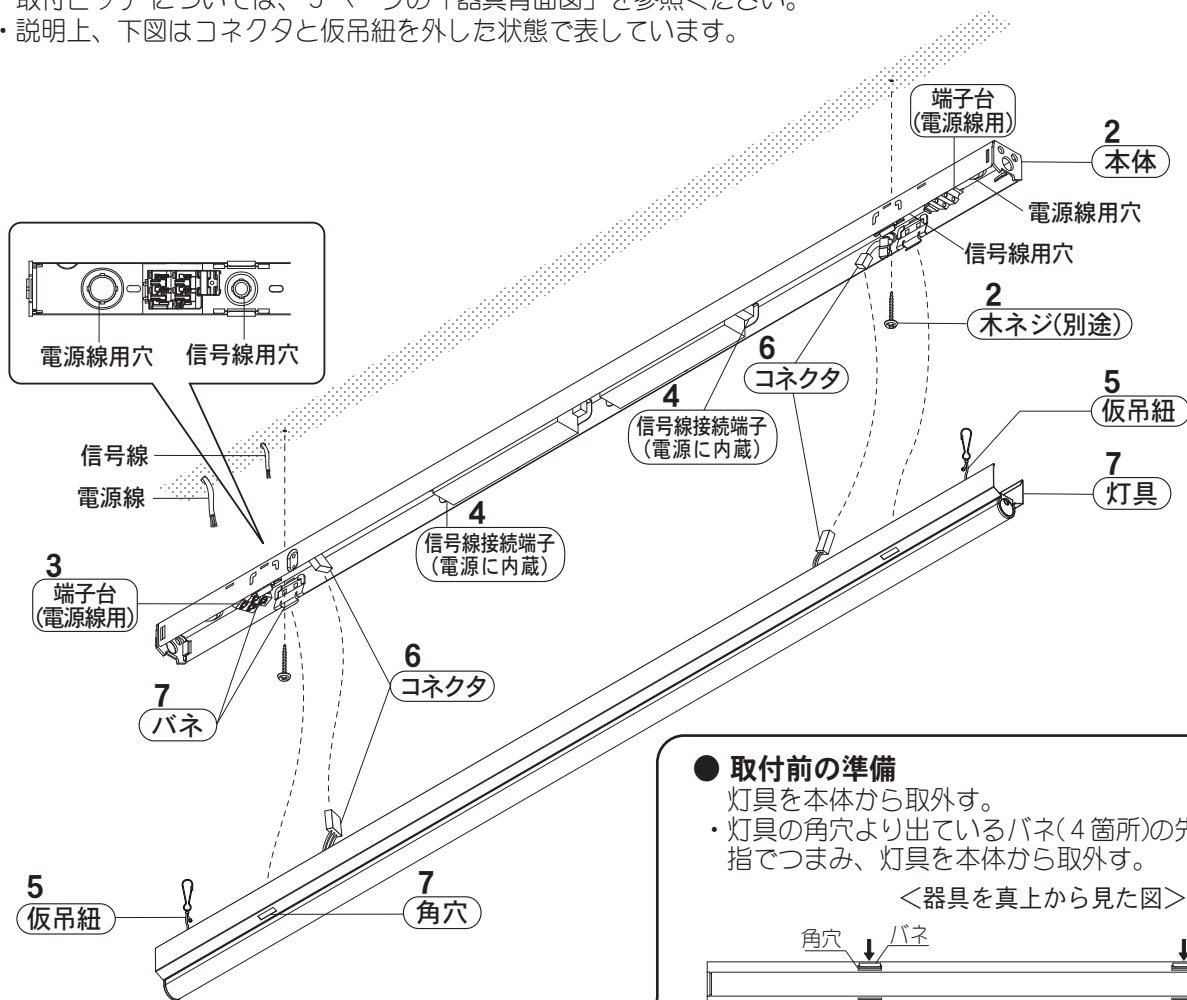 取付ピッチについては、5 ページの「器具背面図」を参照ください。
・説明上、下図はコネクタと仮吊紐を外した状態で表しています。
端子台
(電源線用)
2
本体
電源線用穴
信号線用穴
2
木ネジ(別途)
電源線用穴
信号線用穴
6
コネクタ
4
信号線接続端子
(電源に内蔵)
5
仮吊紐
7
灯具
信号線
電源線
4
信号線接続端子
(電源に内蔵)
3
端子台
(電源線用)
6
コネクタ
7
バネ
5
仮吊紐
7
角穴
● 取付前の準備
灯具を本体から取外す。
・灯具の角穴より出ているバネ(4 箇所)の先
指でつまみ、灯具を本体から取外す。
＜器具を真上から見た図＞
角穴
バネ